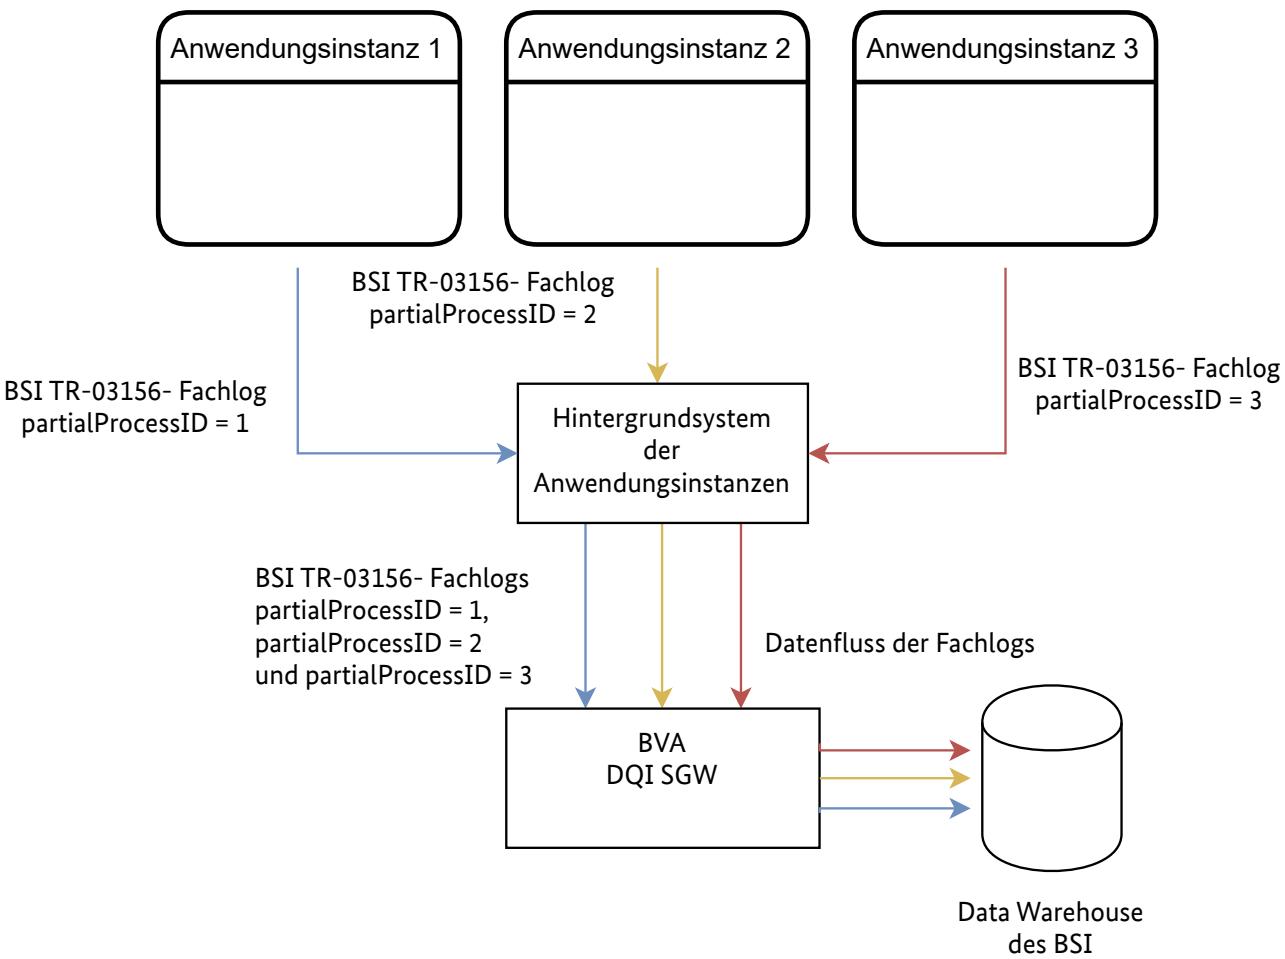 Anwendungsinstanz 1
Anwendungsinstanz 2
Anwendungsinstanz 3
BSI TR-03156- Fachlog
partialProcessID = 2
BSI TR-03156- Fachlog
partialProcessID = 3
BSI TR-03156- Fachlog
partialProcessID = 1
Hintergrundsystem
der
Anwendungsinstanzen
BSI TR-03156- Fachlogs
partialProcessID = 1,
partialProcessID = 2
und partialProcessID = 3
Datenfluss der Fachlogs
BVA
DQI SGW
Data Warehouse
des BSI